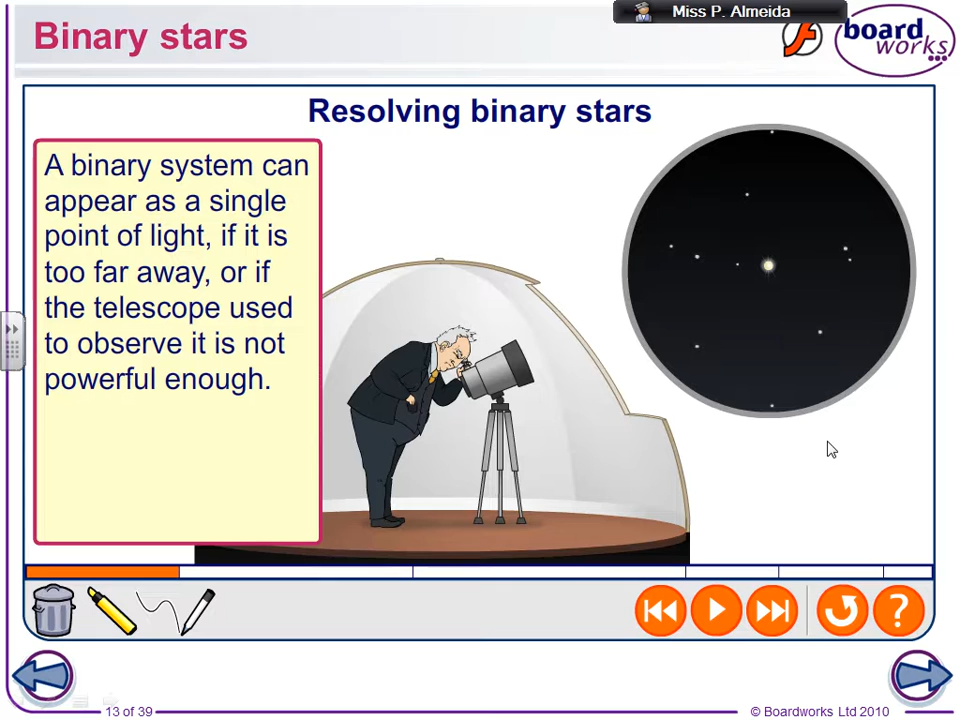 Miss P. Almeida
Binary stars
board
works
Resolving binary stars
A binary system can
appear as a single
point of light, if it is
too far away, or if
the telescope used
to observe it is not
powerful enough.
?
13 of 39
© Boardworks Ltd 2010